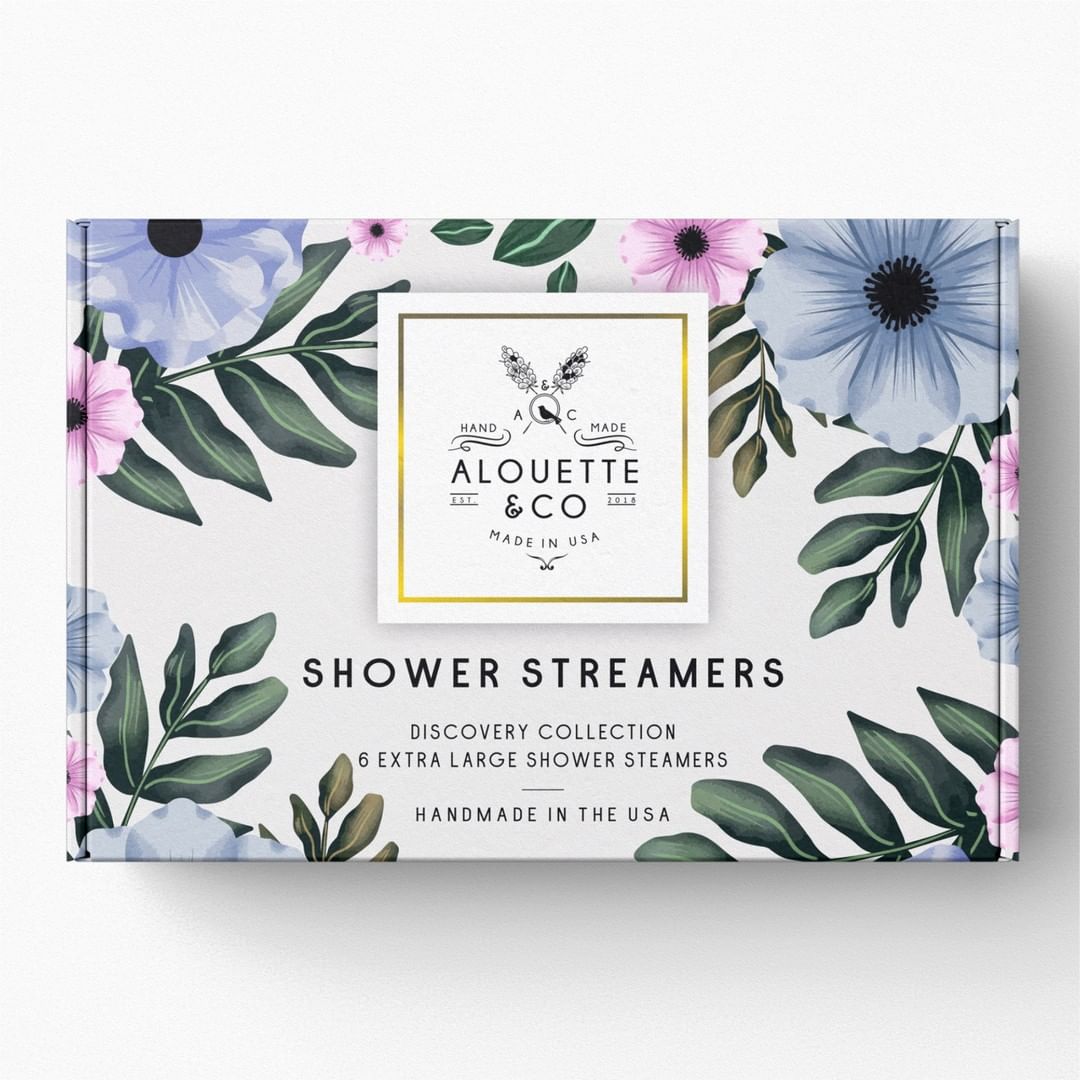 &
A C
HAND MADE
ALOUETTE
EST. &CO 2018
MADE IN USA
SHOWER STREAMERS
DISCOVERY COLLECTION
6 EXTRA LARGE SHOWER STEAMERS
HANDMADE IN THE USA